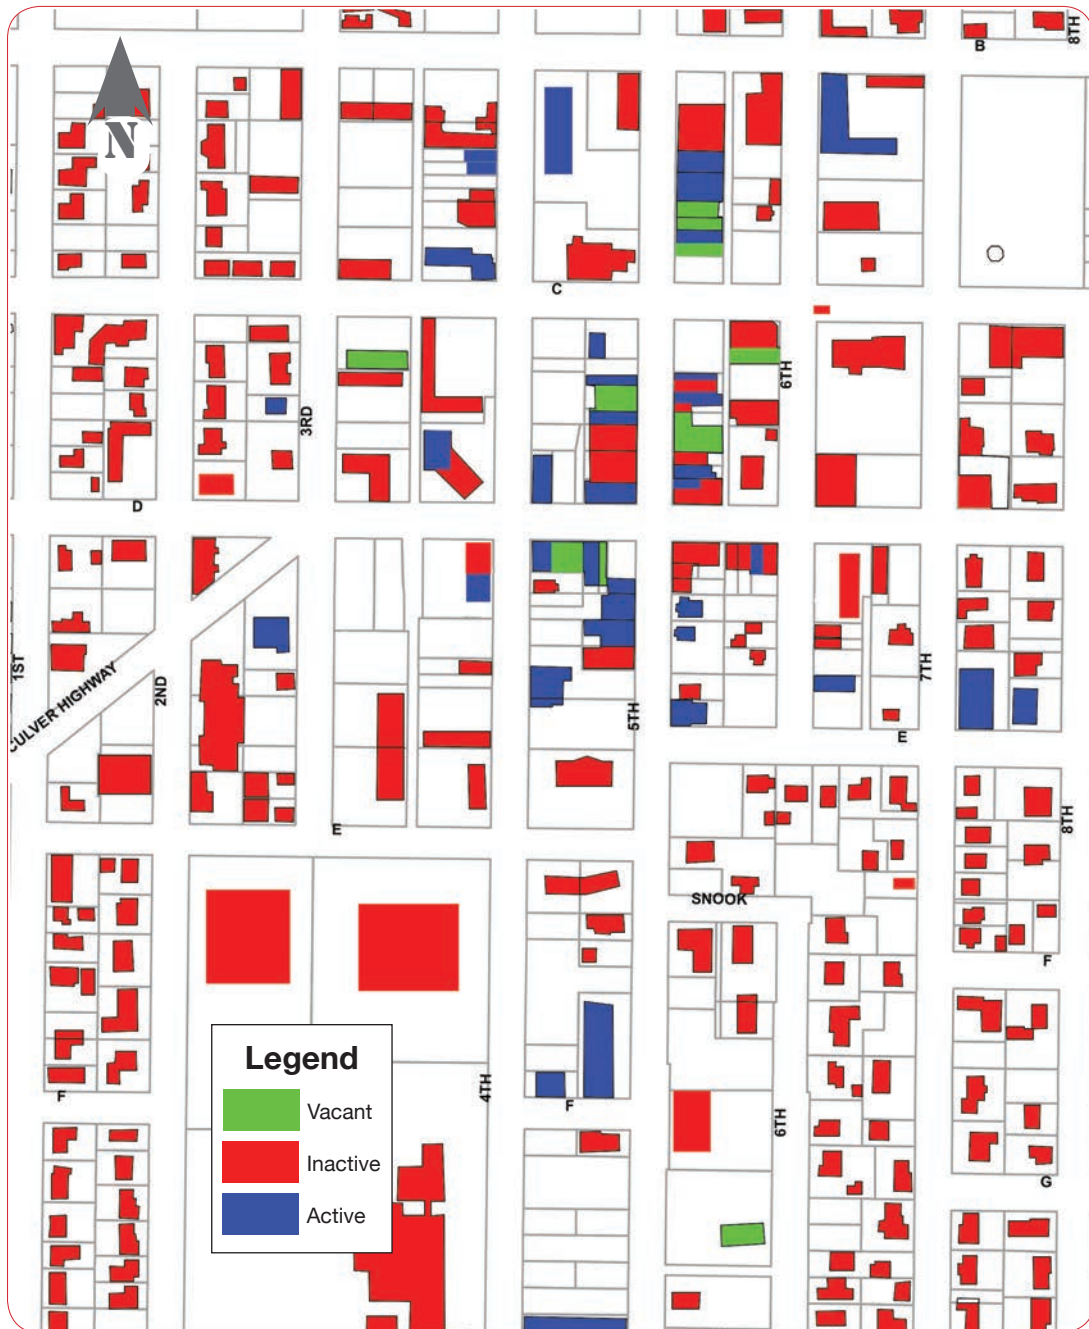 8TH
B
N
C
6TH
3RD
D
1ST
CULVER HIGHWAY
2ND
5TH
7TH
E
E
8TH
SNOOK
F
4TH
F
F
6TH
G
Legend
Vacant
Inactive
Active